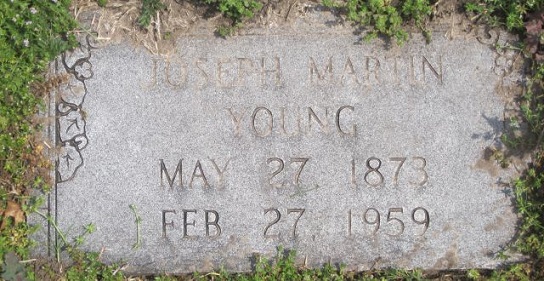 JOSEPH MARTIN
YOUNG
MAY 27, 1873
FEB. 27, 1959